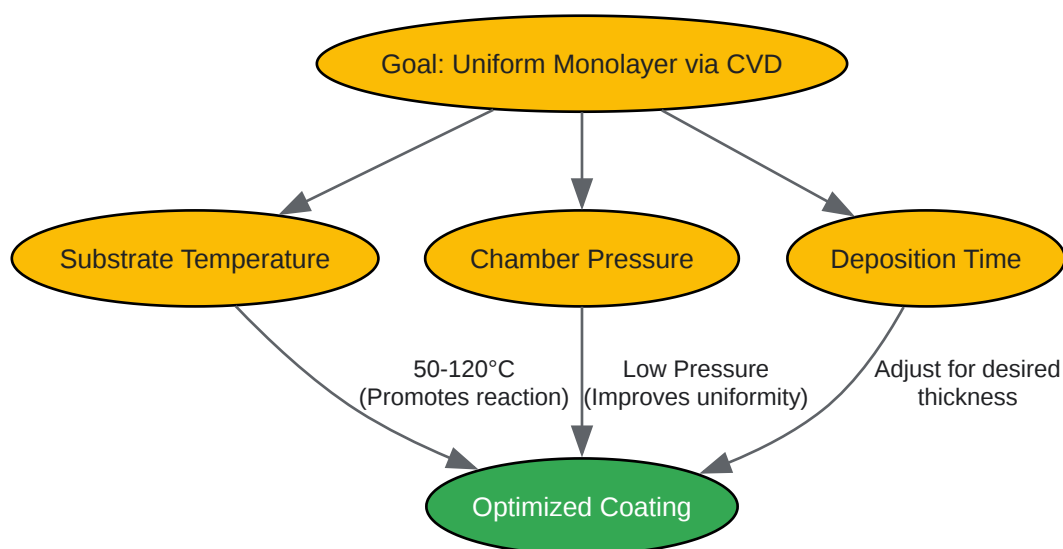 Goal: Uniform Monolayer via CVD
Substrate Temperature
Chamber Pressure
Deposition Time
50-120°C
(Promotes reaction)
Low Pressure
(Improves uniformity)
Adjust for desired
thickness
Optimized Coating